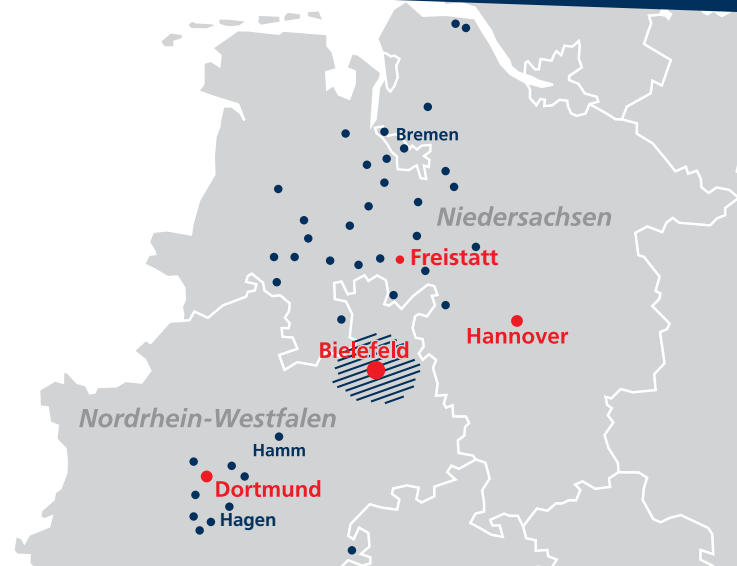 Bremen
Niedersachsen
Freistatt
Hannover
Bielefeld
Nordrhein-Westfalen
Hamm
Dortmund
Hagen